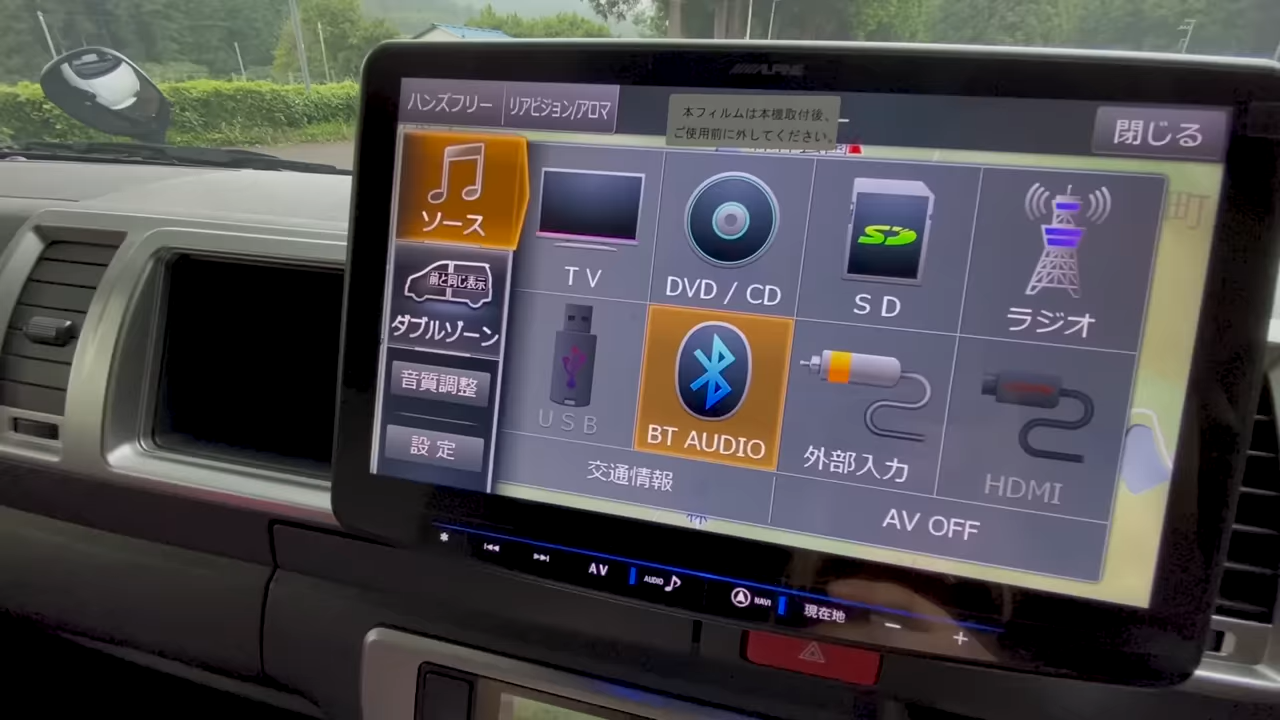 ALPINE
ハンズフリー
リアビジョン/アロマ
本フィルムは本機取付後、
ご使用前に外してください。
閉じる
ソース
TV
DVD / CD
SD
SD
ラジオ
前と同じ表示
ダブルゾーン
USB
BT AUDIO
外部入力
HDMI
音質調整
設定
交通情報
AV OFF
町
* AV AUDIO NAVI 現在地 − +